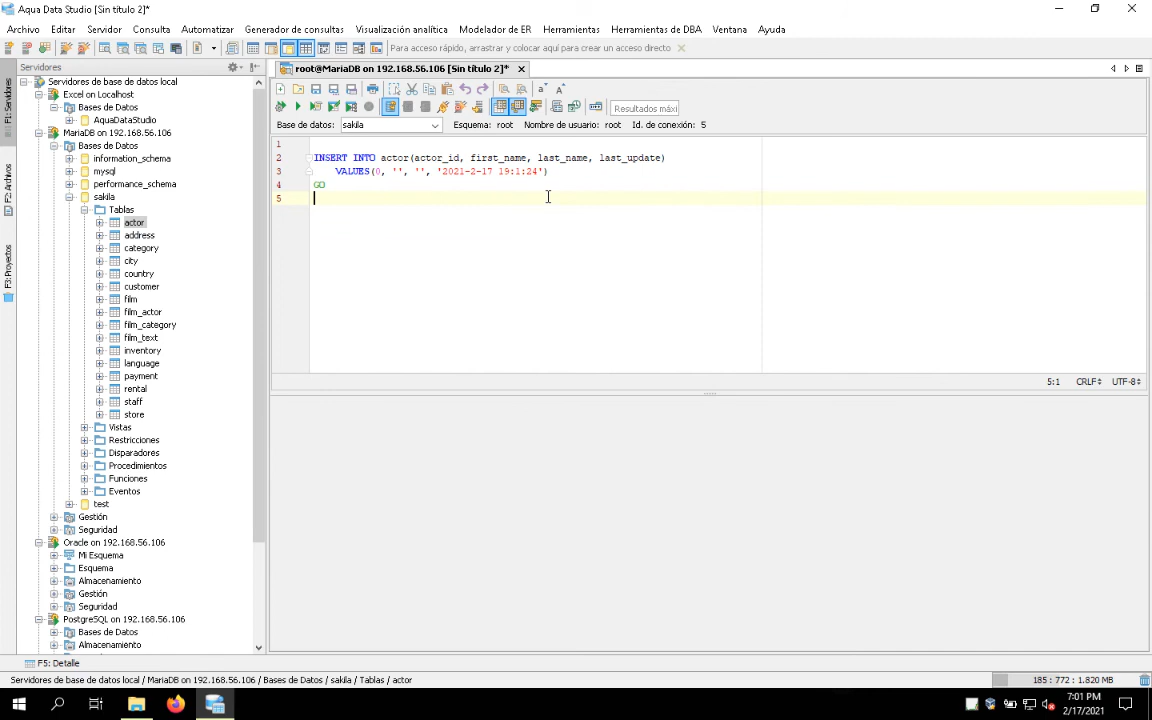 Aqua Data Studio [Sin título 2]*
Archivo Editar Servidor Consulta Automatizar Generador de consultas Visualización analítica Modelador de ER Herramientas Herramientas de DBA Ventana Ayuda
Para acceso rápido, arrastrar y colocar aquí para crear un acceso directo
Servidores
root@MariaDB on 192.168.56.106 [Sin título 2]*
F1: Servidores
F2: Archivos
F3: Proyectos
Servidores de base de datos local
Excel on Localhost
Bases de Datos
AquaDataStudio
MariaDB on 192.168.56.106
Bases de Datos
information_schema
mysql
performance_schema
sakila
Tablas
actor
address
category
city
country
customer
film
film_actor
film_category
film_text
inventory
language
payment
rental
staff
store
Vistas
Restricciones
Disparadores
Procedimientos
Funciones
Eventos
test
Gestión
Seguridad
Oracle on 192.168.56.106
Mi Esquema
Esquema
Almacenamiento
Gestión
Seguridad
PostgreSQL on 192.168.56.106
Bases de Datos
Almacenamiento
Resultados máxi
Base de datos: sakila Esquema: root Nombre de usuario: root Id. de conexión: 5
1
2 INSERT INTO actor(actor_id, first_name, last_name, last_update)
3 VALUES(0, '', '', '2021-2-17 19:1:24')
4 GO
5
5:1 CRLF UTF-8
F5: Detalle
Servidores de base de datos local / MariaDB on 192.168.56.106 / Bases de Datos / sakila / Tablas / actor
185 : 772 : 1.820 MB
7:01 PM
2/17/2021